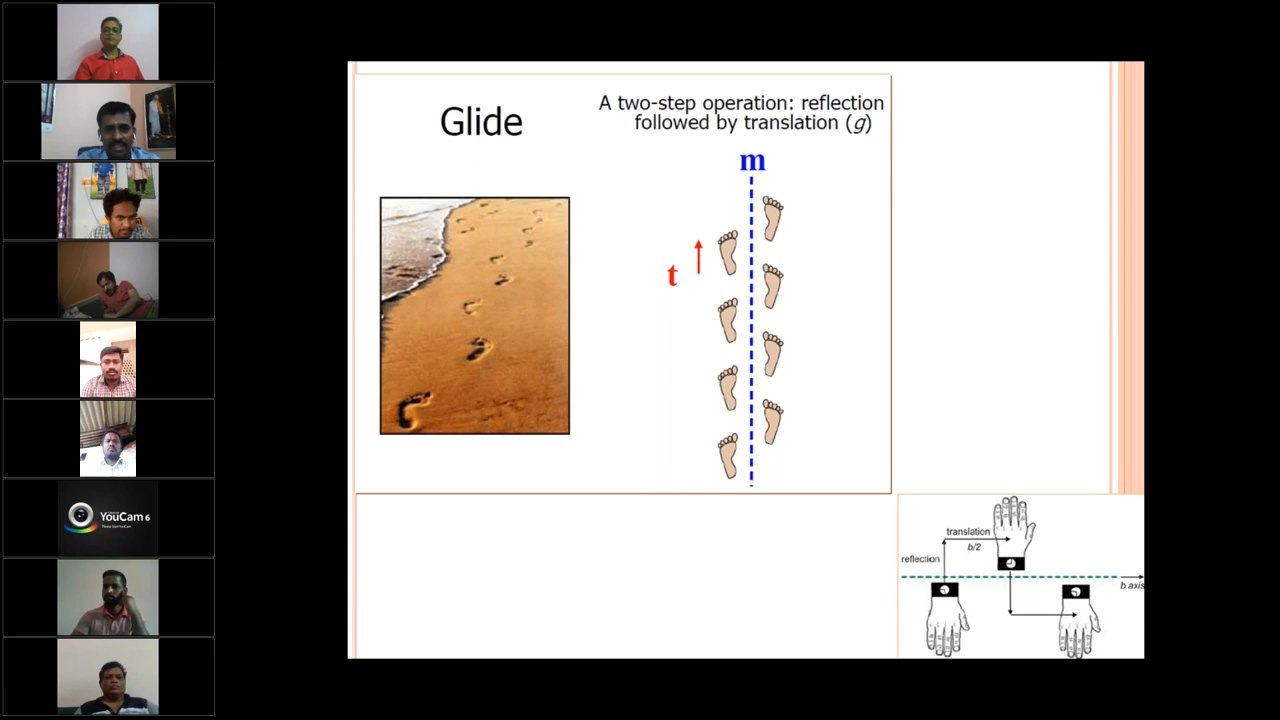 Glide
A two-step operation: reflection
followed by translation (g)
m
t
translation
b/2
reflection
b axis
YouCam 6